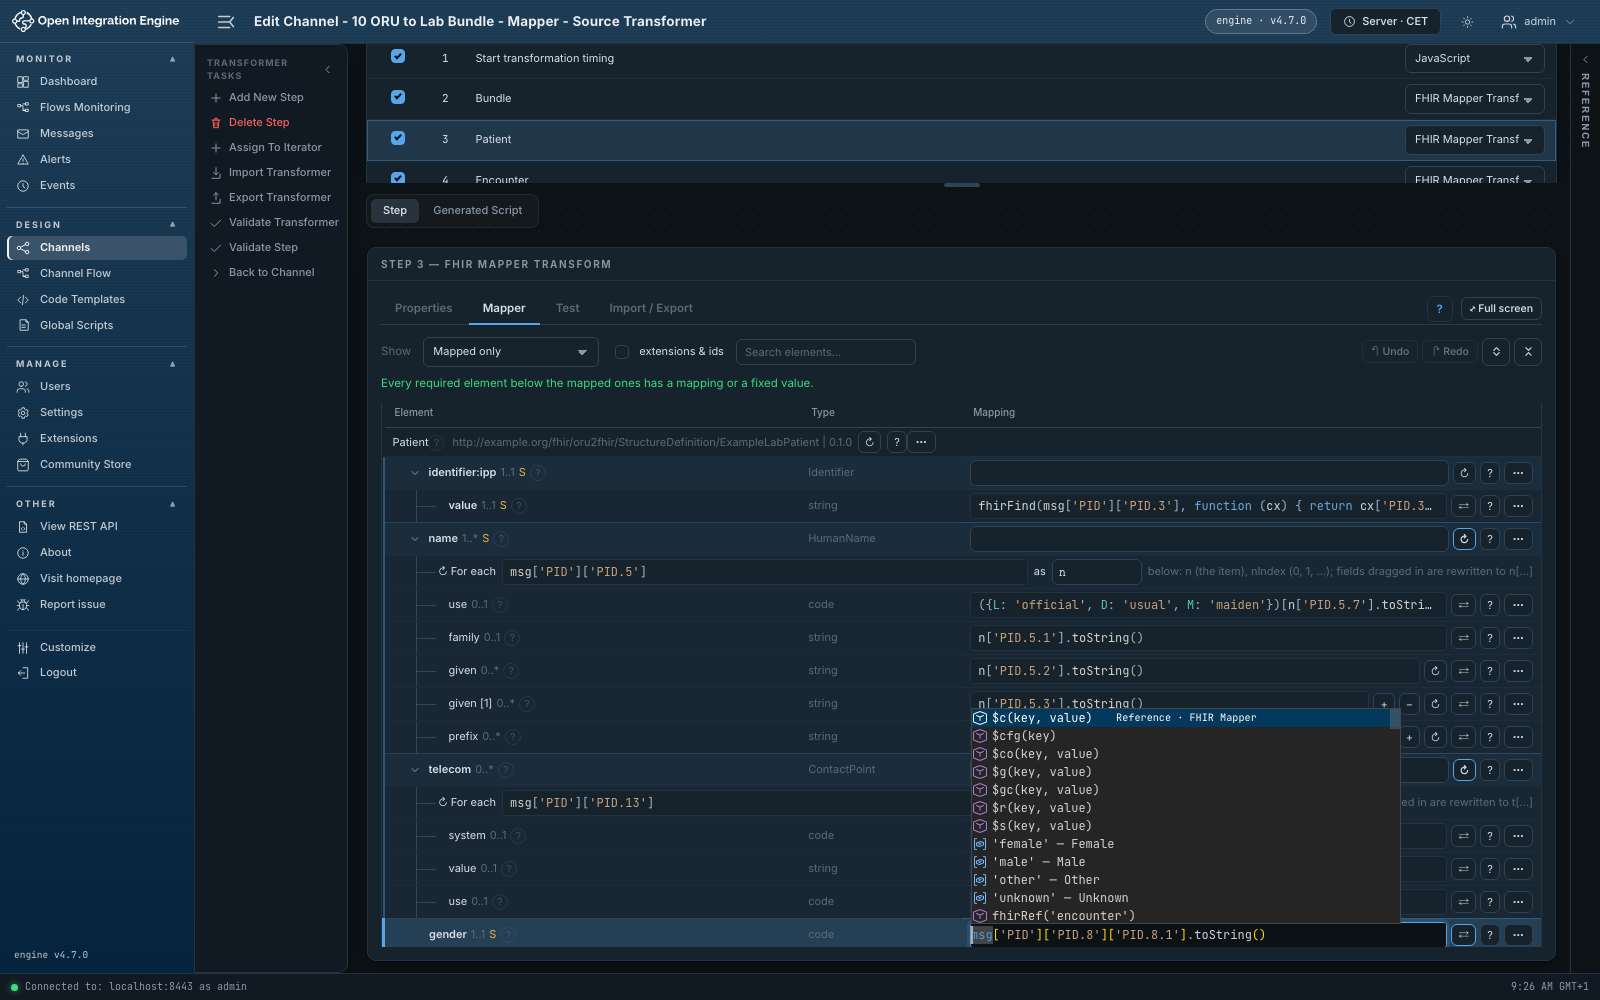 Open Integration Engine
Edit Channel - 10 ORU to Lab Bundle - Mapper - Source Transformer
engine · v4.7.0
Server · CET
admin
MONITOR
Dashboard
Flows Monitoring
Messages
Alerts
Events
DESIGN
Channels
Channel Flow
Code Templates
Global Scripts
MANAGE
Users
Settings
Extensions
Community Store
OTHER
View REST API
About
Visit homepage
Report issue
Customize
Logout
engine v4.7.0
TRANSFORMER TASKS
Add New Step
Delete Step
Assign To Iterator
Import Transformer
Export Transformer
Validate Transformer
Validate Step
Back to Channel
1 Start transformation timing JavaScript
2 Bundle FHIR Mapper Transf
3 Patient FHIR Mapper Transf
4 Encounter FHIR Mapper Transf
REFERENCE
Step Generated Script
STEP 3 — FHIR MAPPER TRANSFORM
Properties Mapper Test Import / Export ? Full screen
Show Mapped only extensions & ids Search elements... Undo Redo
Every required element below the mapped ones has a mapping or a fixed value.
Element Type Mapping
Patient ? http://example.org/fhir/oru2fhir/StructureDefinition/ExampleLabPatient | 0.1.0 ? ...
identifier:ipp 1..1 S ? Identifier ? ...
value 1..1 S ? string fhirFind(msg['PID']['PID.3'], function (cx) { return cx['PID.3… ? ...
name 1..* S ? HumanName ? ...
For each msg['PID']['PID.5'] as n below: n (the item), nIndex (0, 1, ...); fields dragged in are rewritten to n[...]
use 0..1 ? code ({L: 'official', D: 'usual', M: 'maiden'})[n['PID.5.7'].toStri… ? ...
family 0..1 ? string n['PID.5.1'].toString() ? ...
given 0..* ? string n['PID.5.2'].toString() ? ...
given [1] 0..* ? string n['PID.5.3'].toString() + − ? ...
prefix 0..* ? string + ? ...
telecom 0..* ? ContactPoint ? ...
For each msg['PID']['PID.13'] ed in are rewritten to t[...]
system 0..1 ? code ? ...
value 0..1 ? string ? ...
use 0..1 ? code ? ...
gender 1..1 S ? code msg['PID']['PID.8']['PID.8.1'].toString() ? ...
$c(key, value) Reference · FHIR Mapper
$cfg(key)
$co(key, value)
$g(key, value)
$gc(key, value)
$r(key, value)
$s(key, value)
'female' — Female
'male' — Male
'other' — Other
'unknown' — Unknown
fhirRef('encounter')
Connected to: localhost:8443 as admin
9:26 AM GMT+1